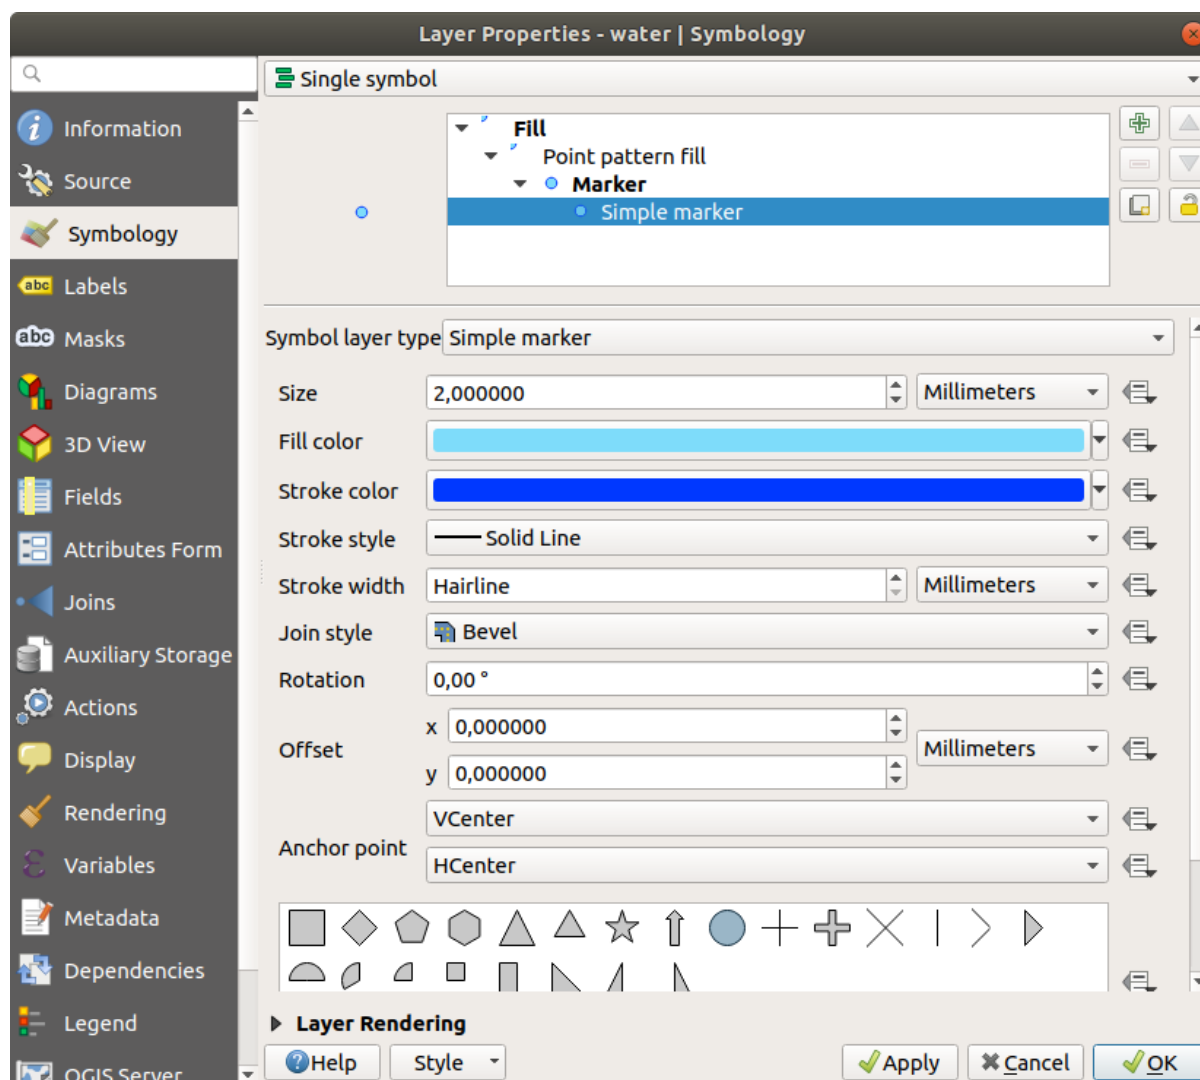 Layer Properties - water | Symbology
Single symbol
Information
Source
Symbology
abc Labels
abc Masks
Diagrams
3D View
Fields
Attributes Form
Joins
Auxiliary Storage
Actions
Display
Rendering
Variables
Metadata
Dependencies
Legend
QGIS Server
Fill
Point pattern fill
Marker
Simple marker
Symbol layer type Simple marker
Size 2,000000 Millimeters
Fill color
Stroke color
Stroke style Solid Line
Stroke width Hairline Millimeters
Join style Bevel
Rotation 0,00 °
Offset x 0,000000 Millimeters
y 0,000000
Anchor point VCenter
HCenter
Layer Rendering
Help Style Apply Cancel OK